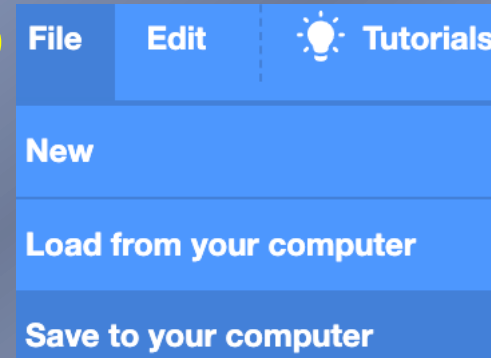 File Edit Tutorials
New
Load from your computer
Save to your computer